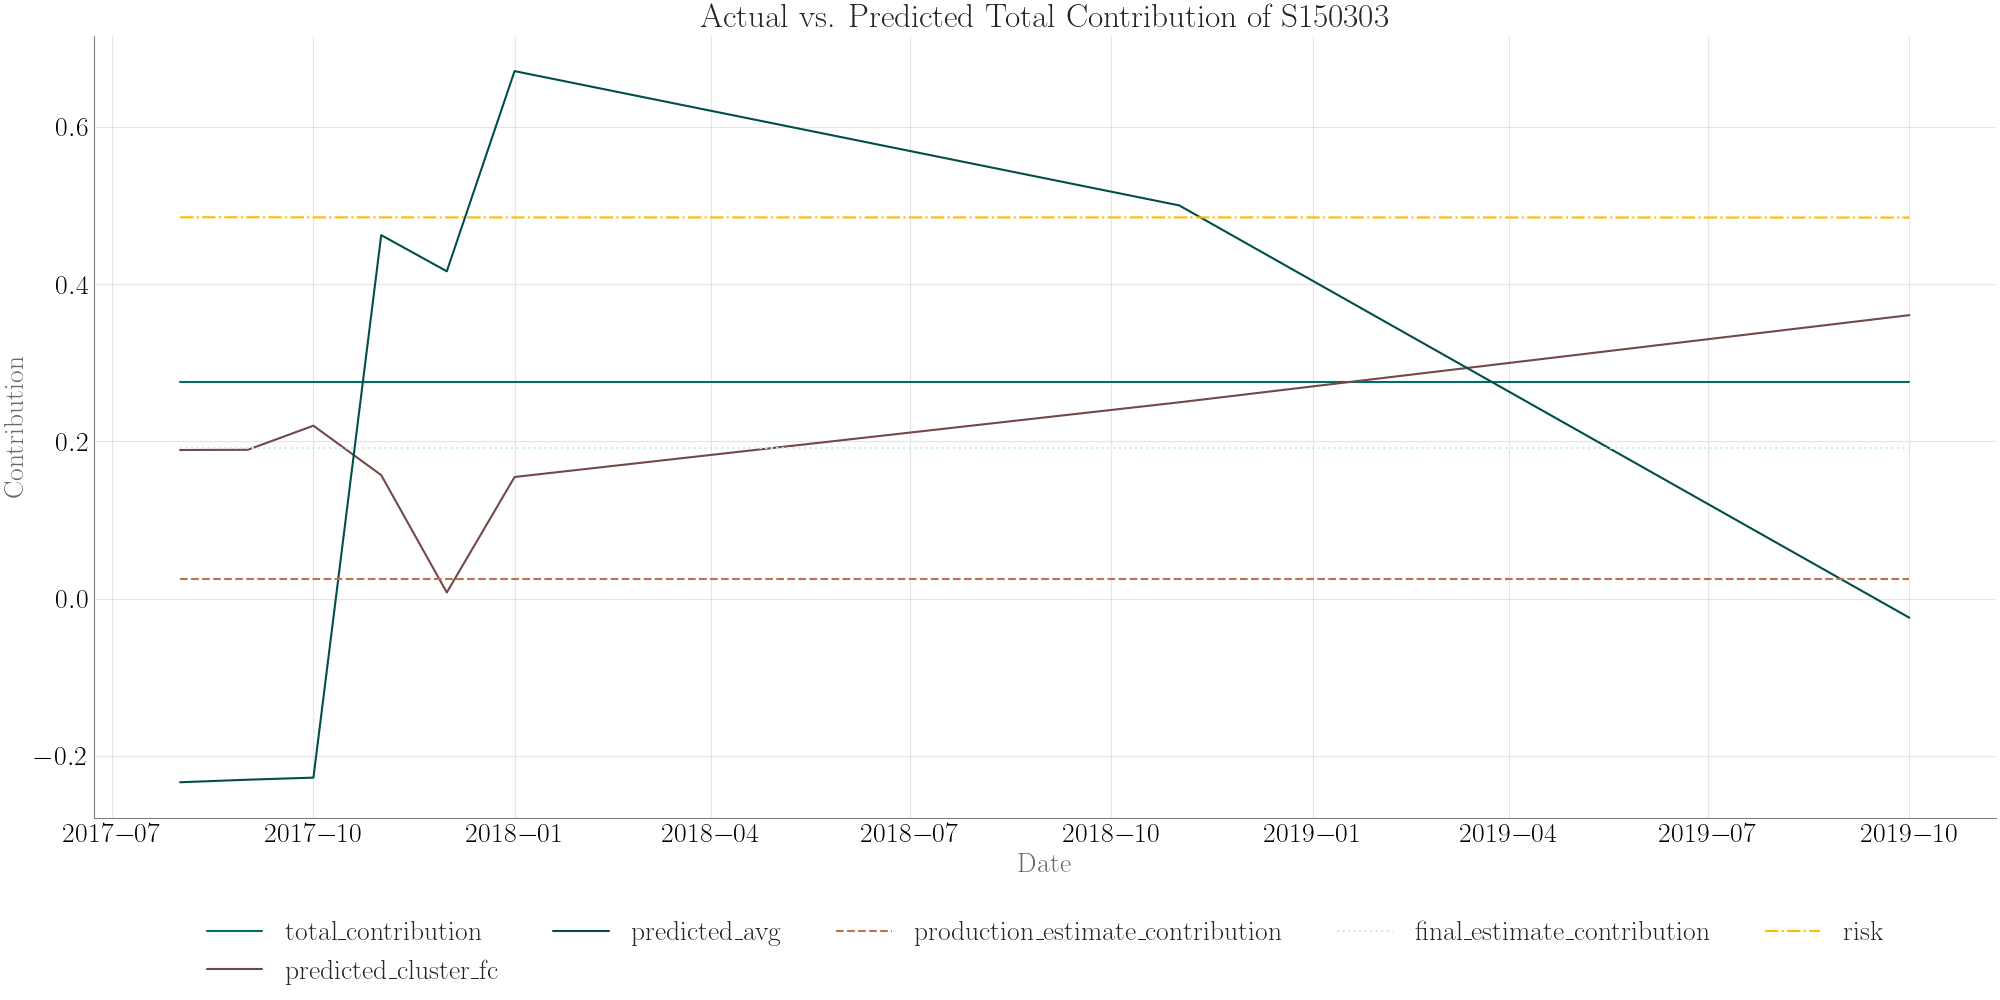 Actual vs. Predicted Total Contribution of S150303
0.6
0.4
0.2
0.0
−0.2
Contribution
2017−07 2017−10 2018−01 2018−04 2018−07 2018−10 2019−01 2019−04 2019−07 2019−10
Date
total_contribution predicted_avg production_estimate_contribution final_estimate_contribution risk
predicted_cluster_fc